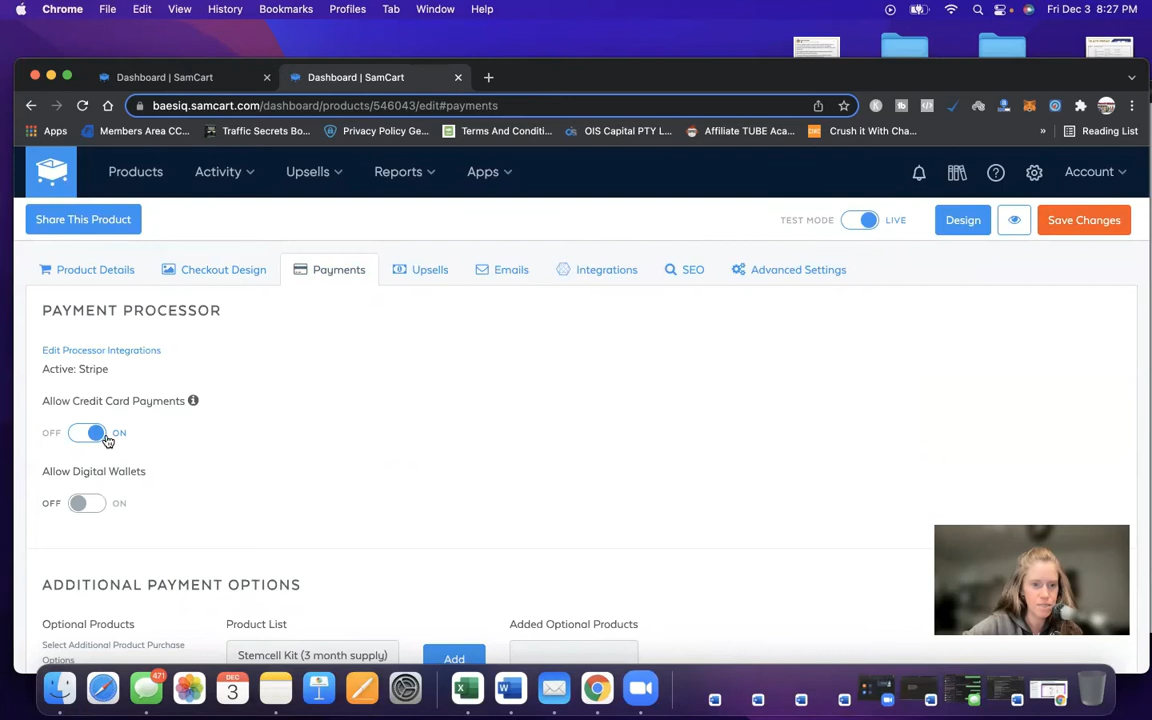 Chrome File Edit View History Bookmarks Profiles Tab Window Help Fri Dec 3 8:27 PM
Dashboard | SamCart Dashboard | SamCart
baesiq.samcart.com/dashboard/products/546043/edit#payments
Apps Members Area CC... Traffic Secrets Bo... Privacy Policy Ge... Terms And Conditi... OIS Capital PTY L... Affiliate TUBE Aca... Crush it With Cha... » Reading List
Products Activity Upsells Reports Apps Account
Share This Product TEST MODE LIVE Design Save Changes
Product Details Checkout Design Payments Upsells Emails Integrations SEO Advanced Settings
PAYMENT PROCESSOR
Edit Processor Integrations
Active: Stripe
Allow Credit Card Payments
OFF ON
Allow Digital Wallets
OFF ON
ADDITIONAL PAYMENT OPTIONS
Optional Products Product List Added Optional Products
Select Additional Product Purchase
Options
Stemcell Kit (3 month supply) Add
471
DEC
3